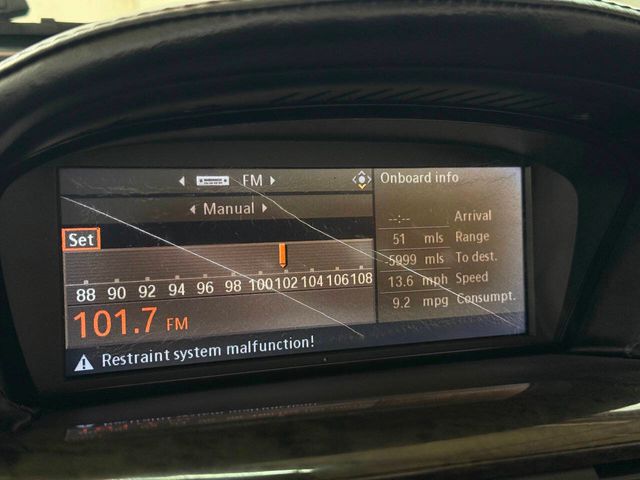 FM
Manual
Set
88 90 92 94 96 98 100 102 104 106 108
101.7 FM
Restraint system malfunction!
Onboard info
--:-- Arrival
51 mls Range
-5999 mls To dest.
13.6 mph Speed
9.2 mpg Consumpt.